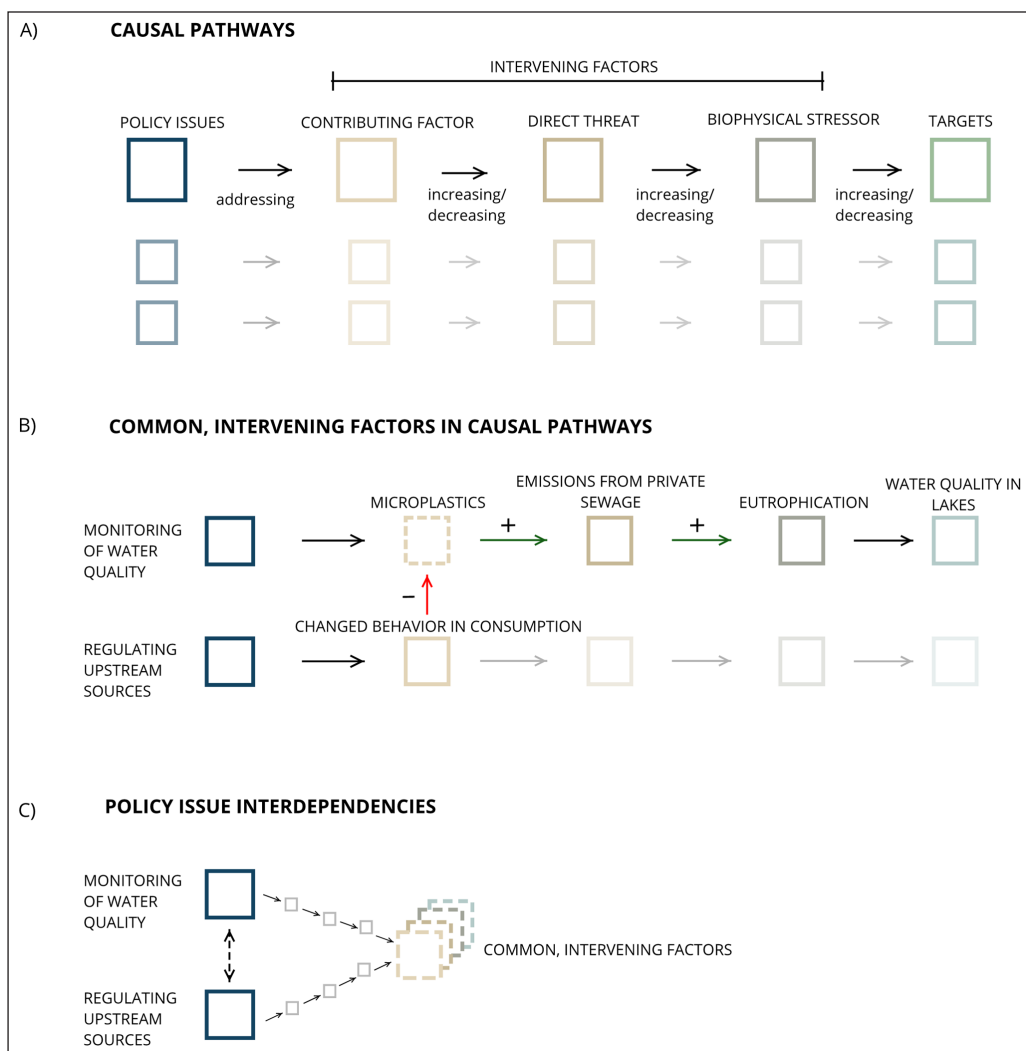 A)
CAUSAL PATHWAYS
INTERVENING FACTORS
POLICY ISSUES
CONTRIBUTING FACTOR
DIRECT THREAT
BIOPHYSICAL STRESSOR
TARGETS
addressing
increasing/
decreasing
increasing/
decreasing
increasing/
decreasing
B)
COMMON, INTERVENING FACTORS IN CAUSAL PATHWAYS
MONITORING
OF WATER
QUALITY
MICROPLASTICS
+
EMISSIONS FROM PRIVATE
SEWAGE
+
EUTROPHICATION
WATER QUALITY IN
LAKES
–
CHANGED BEHAVIOR IN CONSUMPTION
REGULATING
UPSTREAM
SOURCES
C)
POLICY ISSUE INTERDEPENDENCIES
MONITORING
OF WATER
QUALITY
COMMON, INTERVENING FACTORS
REGULATING
UPSTREAM
SOURCES